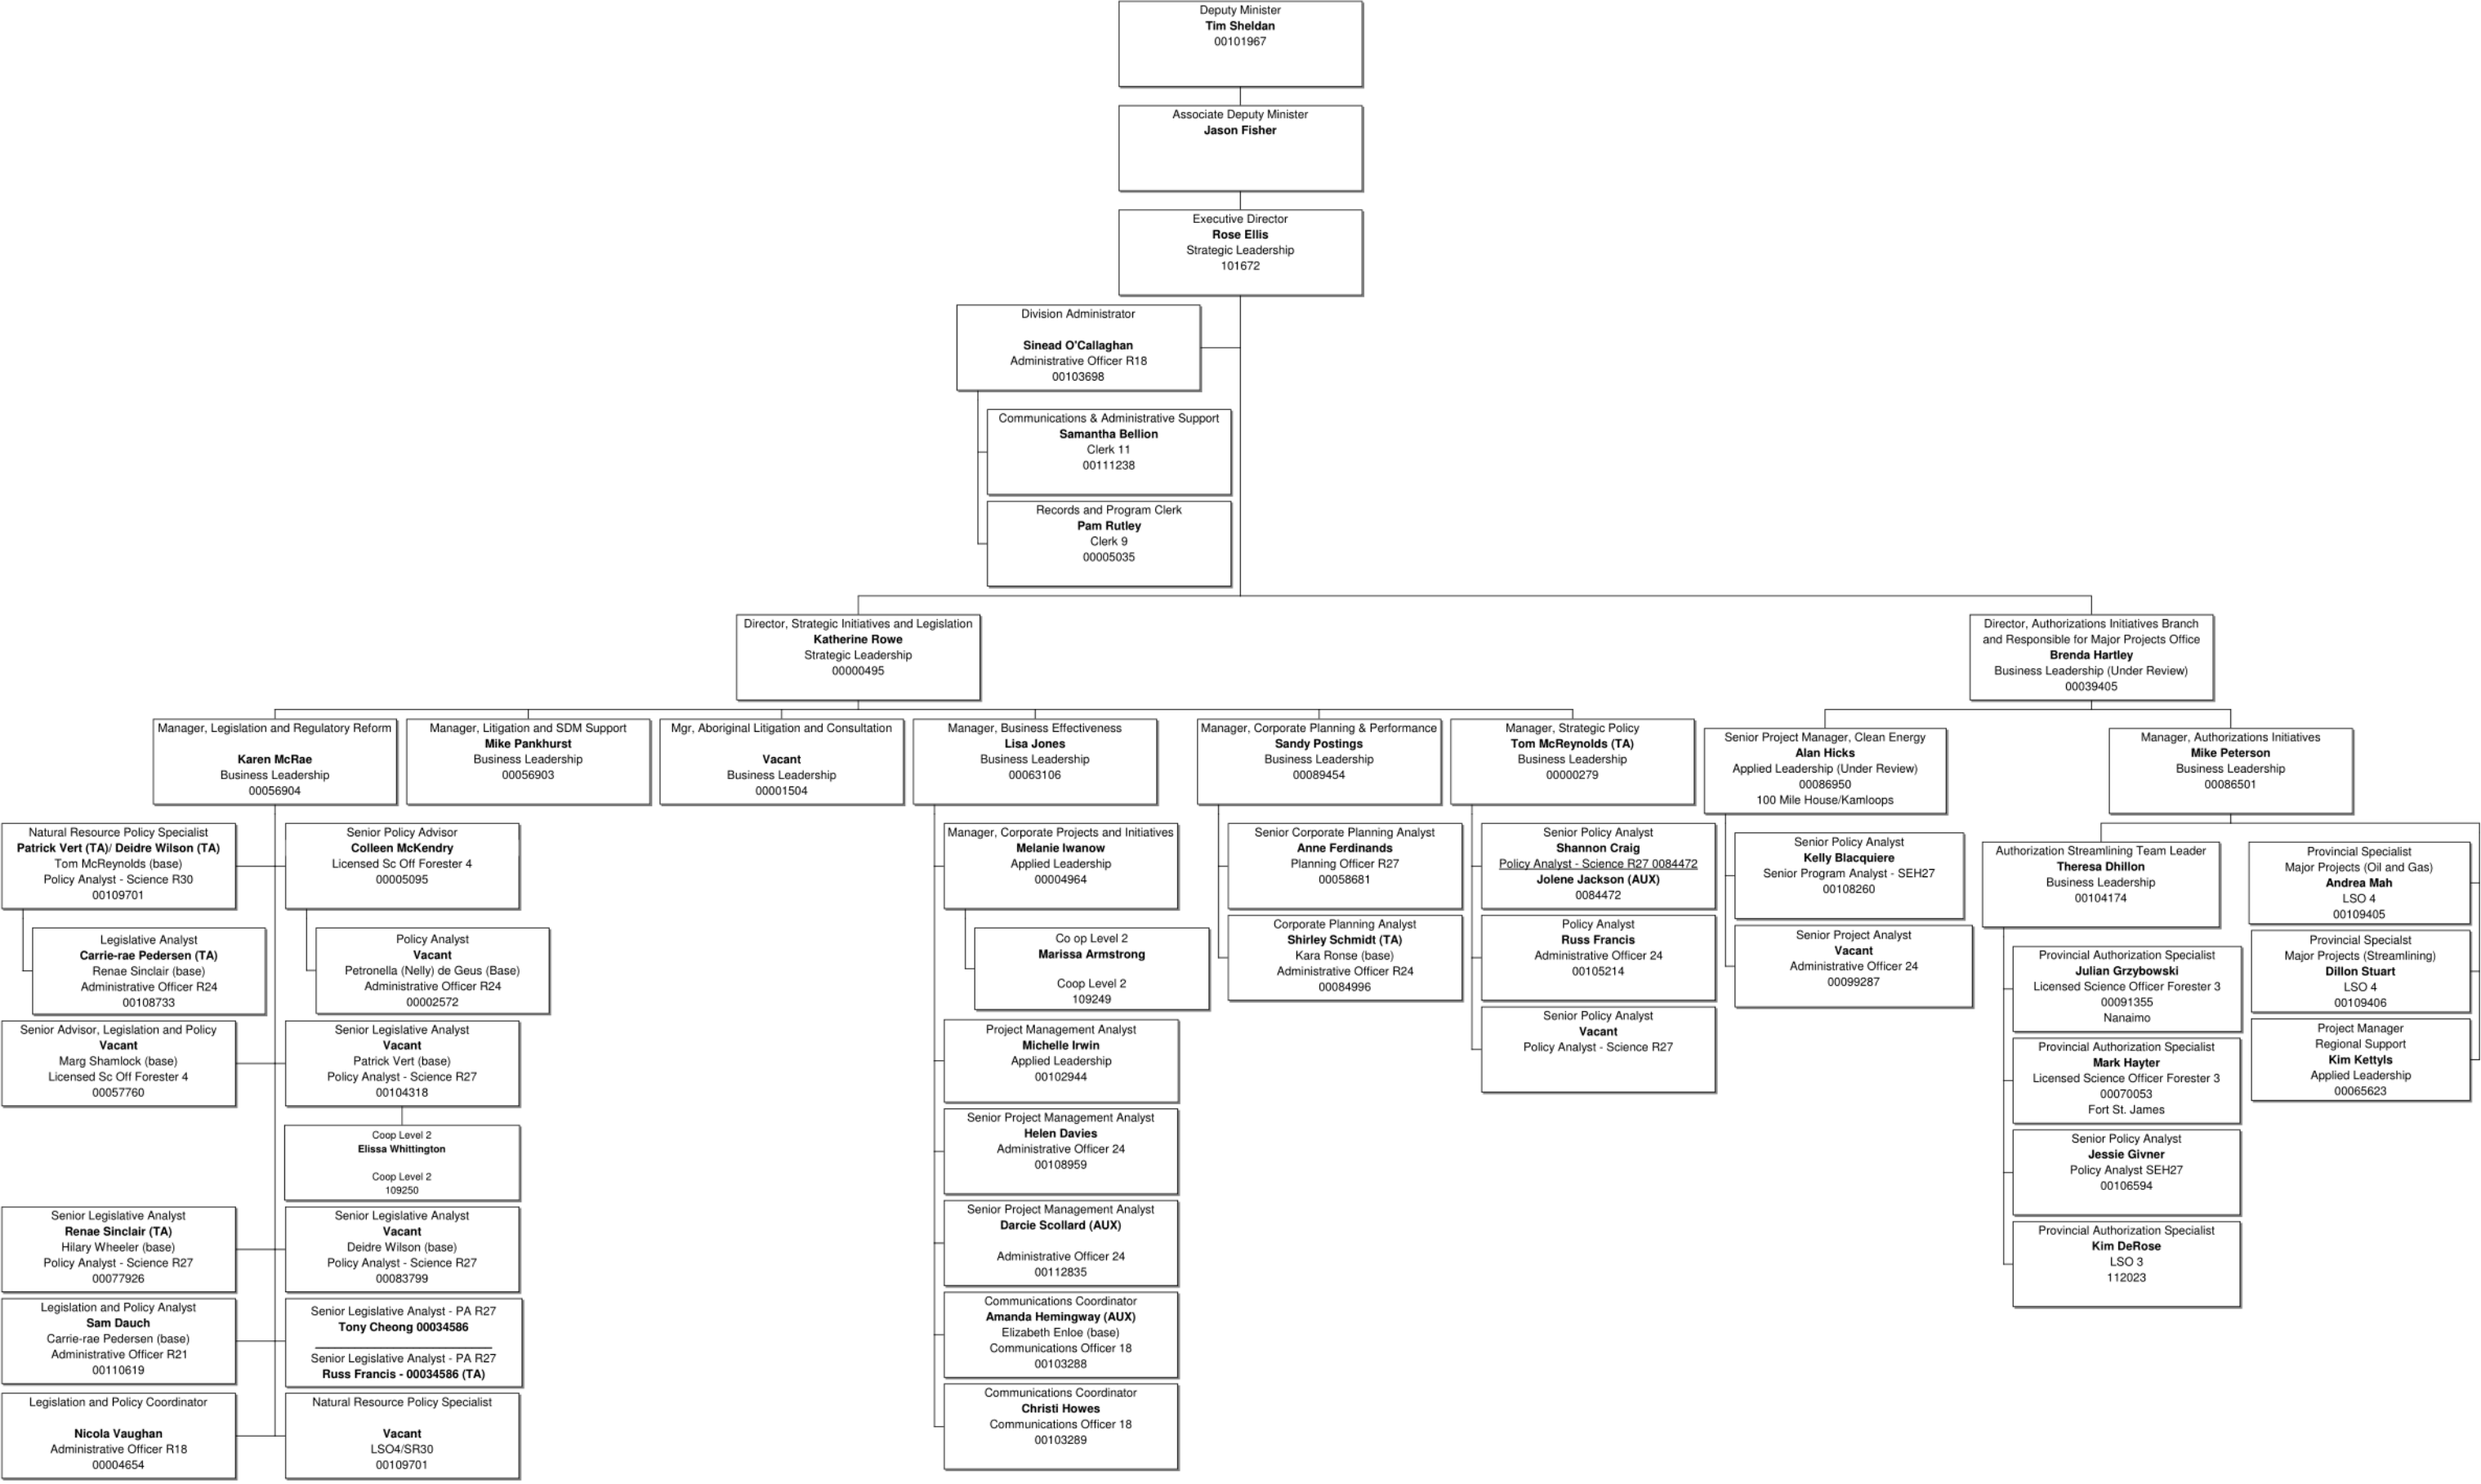 Deputy Minister
Tim Sheldan
00101967
Associate Deputy Minister
Jason Fisher
Executive Director
Rose Ellis
Strategic Leadership
101672
Division Administrator
Sinead O'Callaghan
Administrative Officer R18
00103698
Communications & Administrative Support
Samantha Bellion
Clerk 11
00111238
Records and Program Clerk
Pam Rutley
Clerk 9
00005035
Director, Strategic Initiatives and Legislation
Katherine Rowe
Strategic Leadership
00000495
Director, Authorizations Initiatives Branch
and Responsible for Major Projects Office
Brenda Hartley
Business Leadership (Under Review)
00039405
Manager, Legislation and Regulatory Reform
Karen McRae
Business Leadership
00056904
Manager, Litigation and SDM Support
Mike Pankhurst
Business Leadership
00056903
Mgr, Aboriginal Litigation and Consultation
Vacant
Business Leadership
00001504
Manager, Business Effectiveness
Lisa Jones
Business Leadership
00063106
Manager, Corporate Planning & Performance
Sandy Postings
Business Leadership
00089454
Manager, Strategic Policy
Tom McReynolds (TA)
Business Leadership
00000279
Senior Project Manager, Clean Energy
Alan Hicks
Applied Leadership (Under Review)
00086950
100 Mile House/Kamloops
Manager, Authorizations Initiatives
Mike Peterson
Business Leadership
00086501
Natural Resource Policy Specialist
Patrick Vert (TA)/ Deidre Wilson (TA)
Tom McReynolds (base)
Policy Analyst - Science R30
00109701
Senior Policy Advisor
Colleen McKendry
Licensed Sc Off Forester 4
00005095
Legislative Analyst
Carrie-rae Pedersen (TA)
Renae Sinclair (base)
Administrative Officer R24
00108733
Policy Analyst
Vacant
Petronella (Nelly) de Geus (Base)
Administrative Officer R24
00002572
Senior Advisor, Legislation and Policy
Vacant
Marg Shamlock (base)
Licensed Sc Off Forester 4
00057760
Senior Legislative Analyst
Vacant
Patrick Vert (base)
Policy Analyst - Science R27
00104318
Coop Level 2
Elissa Whittington
Coop Level 2
109250
Senior Legislative Analyst
Renae Sinclair (TA)
Hilary Wheeler (base)
Policy Analyst - Science R27
00077926
Senior Legislative Analyst
Vacant
Deidre Wilson (base)
Policy Analyst - Science R27
00083799
Legislation and Policy Analyst
Sam Dauch
Carrie-rae Pedersen (base)
Administrative Officer R21
00110619
Senior Legislative Analyst - PA R27
Tony Cheong 00034586
Senior Legislative Analyst - PA R27
Russ Francis - 00034586 (TA)
Legislation and Policy Coordinator
Nicola Vaughan
Administrative Officer R18
00004654
Natural Resource Policy Specialist
Vacant
LSO4/SR30
00109701
Manager, Corporate Projects and Initiatives
Melanie Iwanow
Applied Leadership
00004964
Co op Level 2
Marissa Armstrong
Coop Level 2
109249
Project Management Analyst
Michelle Irwin
Applied Leadership
00102944
Senior Project Management Analyst
Helen Davies
Administrative Officer 24
00108959
Senior Project Management Analyst
Darcie Scollard (AUX)
Administrative Officer 24
00112835
Communications Coordinator
Amanda Hemingway (AUX)
Elizabeth Enloe (base)
Communications Officer 18
00103288
Communications Coordinator
Christi Howes
Communications Officer 18
00103289
Senior Corporate Planning Analyst
Anne Ferdinands
Planning Officer R27
00058681
Corporate Planning Analyst
Shirley Schmidt (TA)
Kara Ronse (base)
Administrative Officer R24
00084996
Senior Policy Analyst
Shannon Craig
Policy Analyst - Science R27 0084472
Jolene Jackson (AUX)
0084472
Policy Analyst
Russ Francis
Administrative Officer 24
00105214
Senior Policy Analyst
Vacant
Policy Analyst - Science R27
Senior Policy Analyst
Kelly Blacquiere
Senior Program Analyst - SEH27
00108260
Senior Project Analyst
Vacant
Administrative Officer 24
00099287
Authorization Streamlining Team Leader
Theresa Dhillon
Business Leadership
00104174
Provincial Authorization Specialist
Julian Grzybowski
Licensed Science Officer Forester 3
00091355
Nanaimo
Provincial Authorization Specialist
Mark Hayter
Licensed Science Officer Forester 3
00070053
Fort St. James
Senior Policy Analyst
Jessie Givner
Policy Analyst SEH27
00106594
Provincial Authorization Specialist
Kim DeRose
LSO 3
112023
Provincial Specialist
Major Projects (Oil and Gas)
Andrea Mah
LSO 4
00109405
Provincial Specialst
Major Projects (Streamlining)
Dillon Stuart
LSO 4
00109406
Project Manager
Regional Support
Kim Kettyls
Applied Leadership
00065623